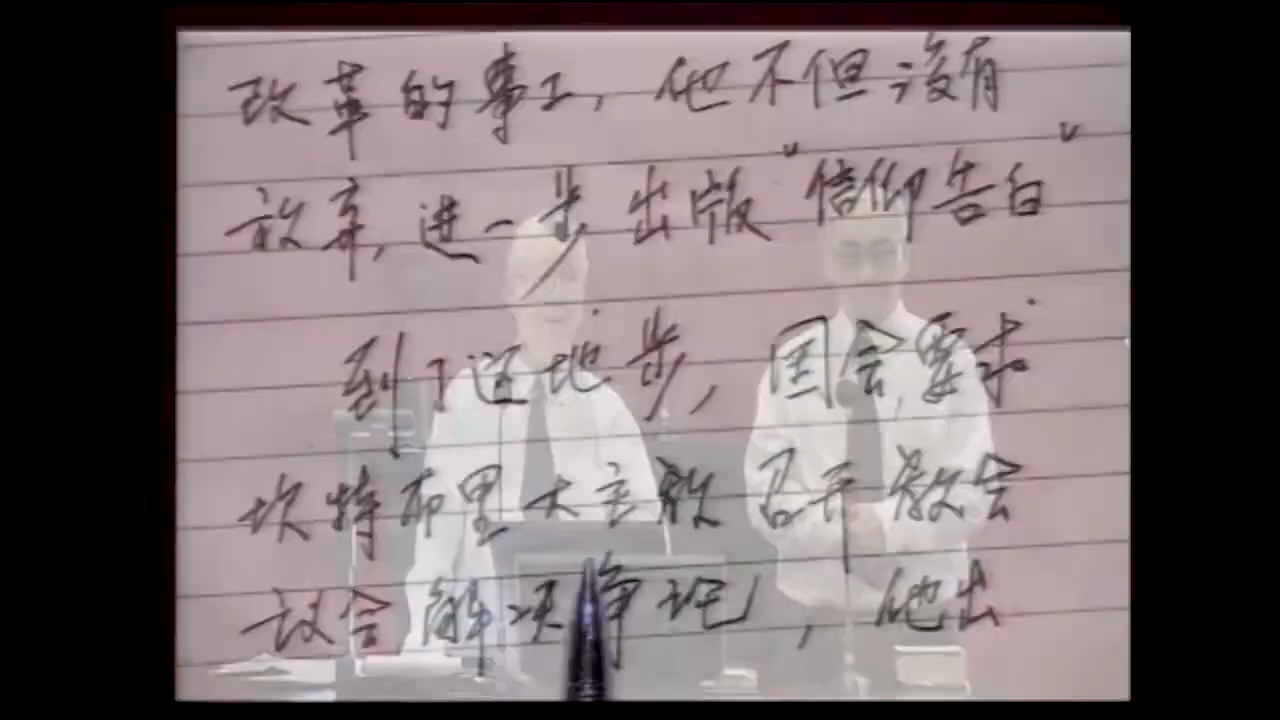 改革的事工，他不但没有
放弃，进一步出版“信仰告白”
到了这地步，国会要求
坎特布里大主教召开教会
议会解决争论，他出